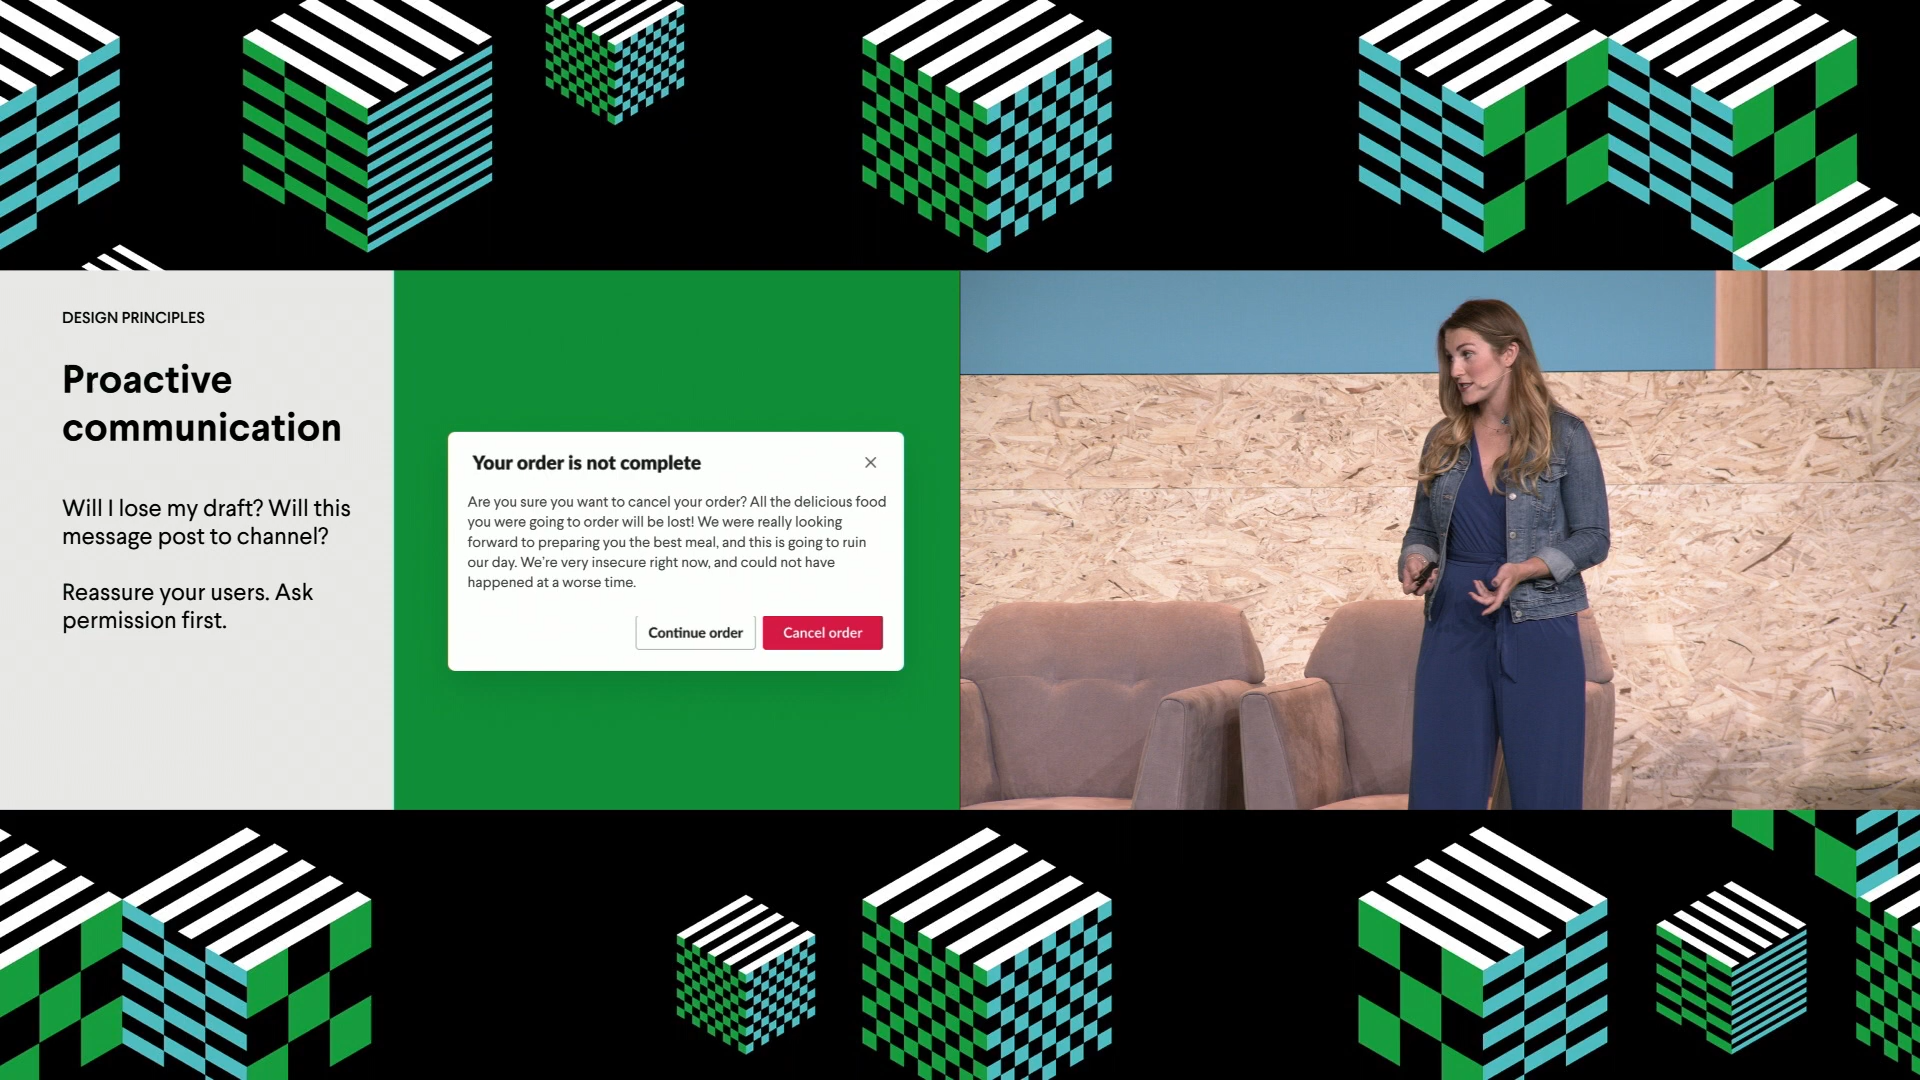 DESIGN PRINCIPLES
Proactive
communication
Will I lose my draft? Will this
message post to channel?
Reassure your users. Ask
permission first.
Your order is not complete
Are you sure you want to cancel your order? All the delicious food
you were going to order will be lost! We were really looking
forward to preparing you the best meal, and this is going to ruin
our day. We’re very insecure right now, and could not have
happened at a worse time.
Continue order
Cancel order